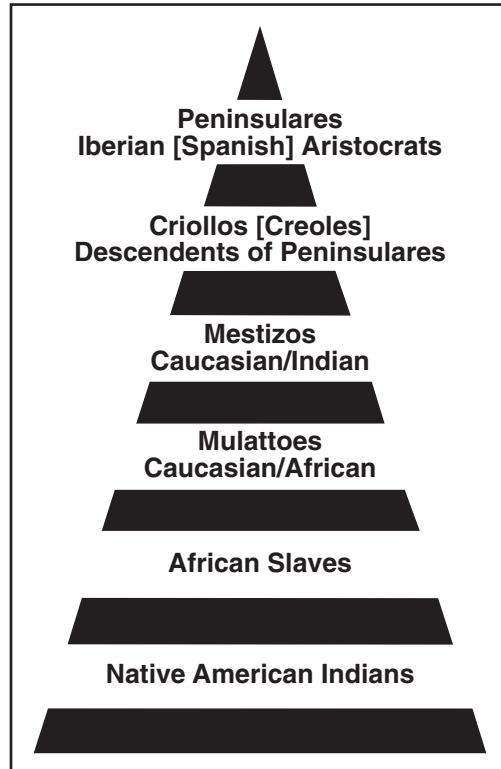 Peninsulares
Iberian [Spanish] Aristocrats
Criollos [Creoles]
Descendents of Peninsulares
Mestizos
Caucasian/Indian
Mulattoes
Caucasian/African
African Slaves
Native American Indians